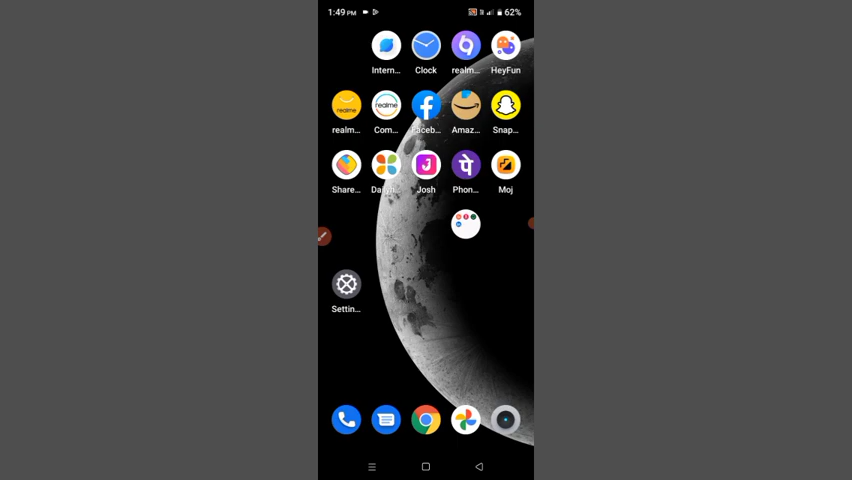 1:49 PM 62%
Intern... Clock realm... HeyFun
realme realme
realm... Com... Faceb... Amaz... Snap...
पे
Share... Dailyh... Josh Phon... Moj
Settin...